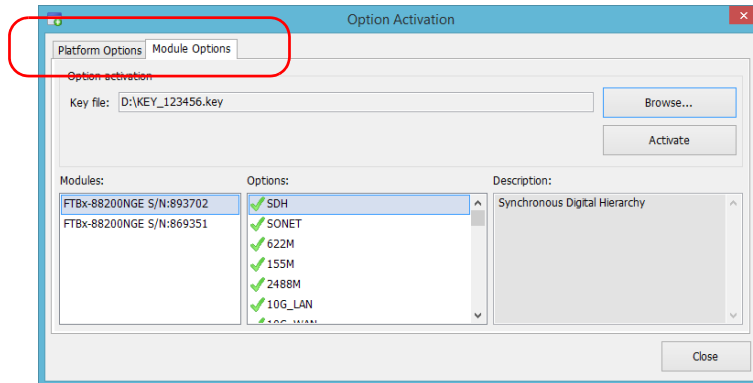 Option Activation
Platform Options Module Options
Option activation
Key file: D:\KEY_123456.key Browse...
Activate
Modules: Options: Description:
FTBx-88200NGE S/N:893702 SDH Synchronous Digital Hierarchy
FTBx-88200NGE S/N:869351 SONET
622M
155M
2488M
10G_LAN
10G_WAN
Close